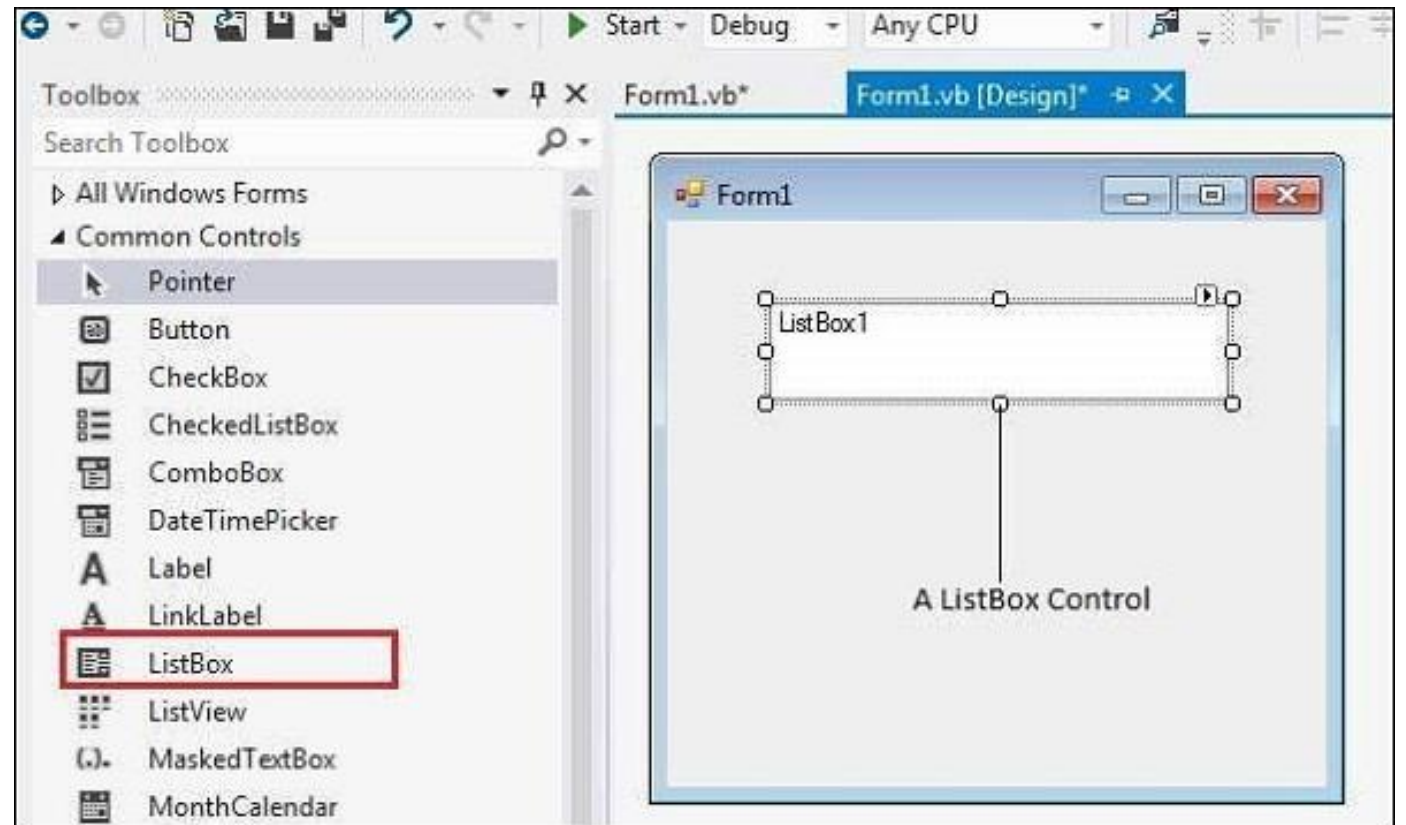 Start Debug Any CPU
Toolbox
Search Toolbox
All Windows Forms
Common Controls
Pointer
Button
CheckBox
CheckedListBox
ComboBox
DateTimePicker
A Label
A LinkLabel
ListBox
ListView
(.). MaskedTextBox
MonthCalendar
Form1.vb* Form1.vb [Design]*
Form1
ListBox1
A ListBox Control